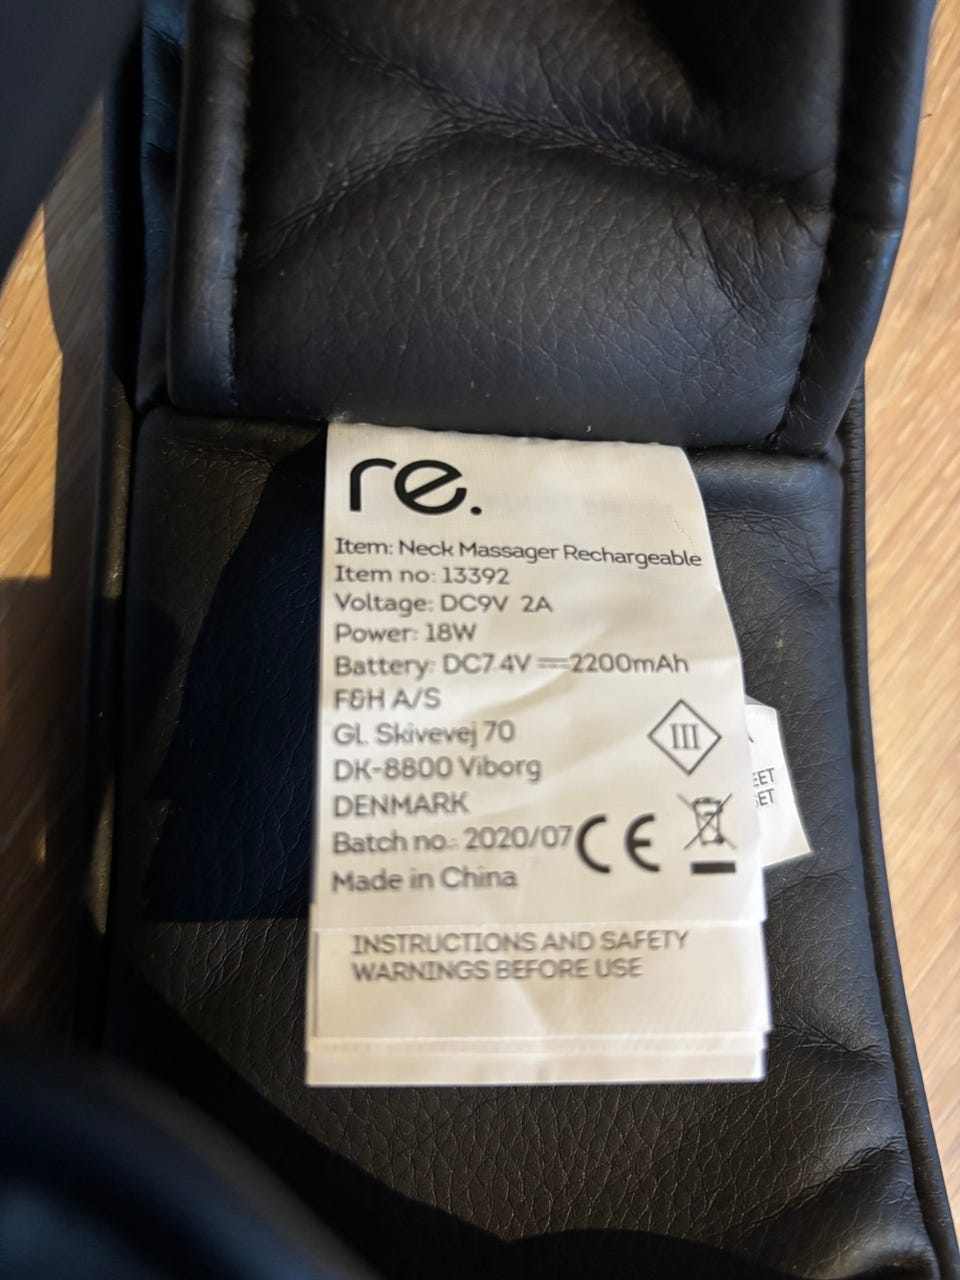 re.
Item: Neck Massager Rechargeable
Item no: 13392
Voltage: DC9V 2A
Power: 18W
Battery: DC7.4V ⎓2200mAh
F&H A/S
Gl. Skivevej 70
III
DK-8800 Viborg
DENMARK
Batch no.: 2020/07
CE
Made in China
INSTRUCTIONS AND SAFETY
WARNINGS BEFORE USE